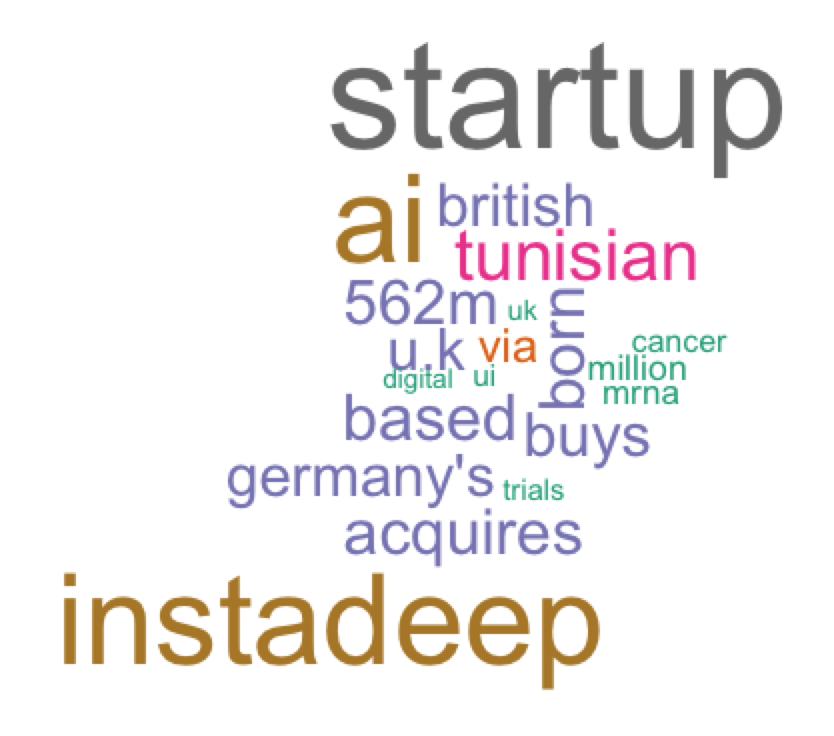 startup
ai british
tunisian
562m uk born
u.k via cancer
digital ui million
mrna
based buys
germany's trials
acquires
instadeep